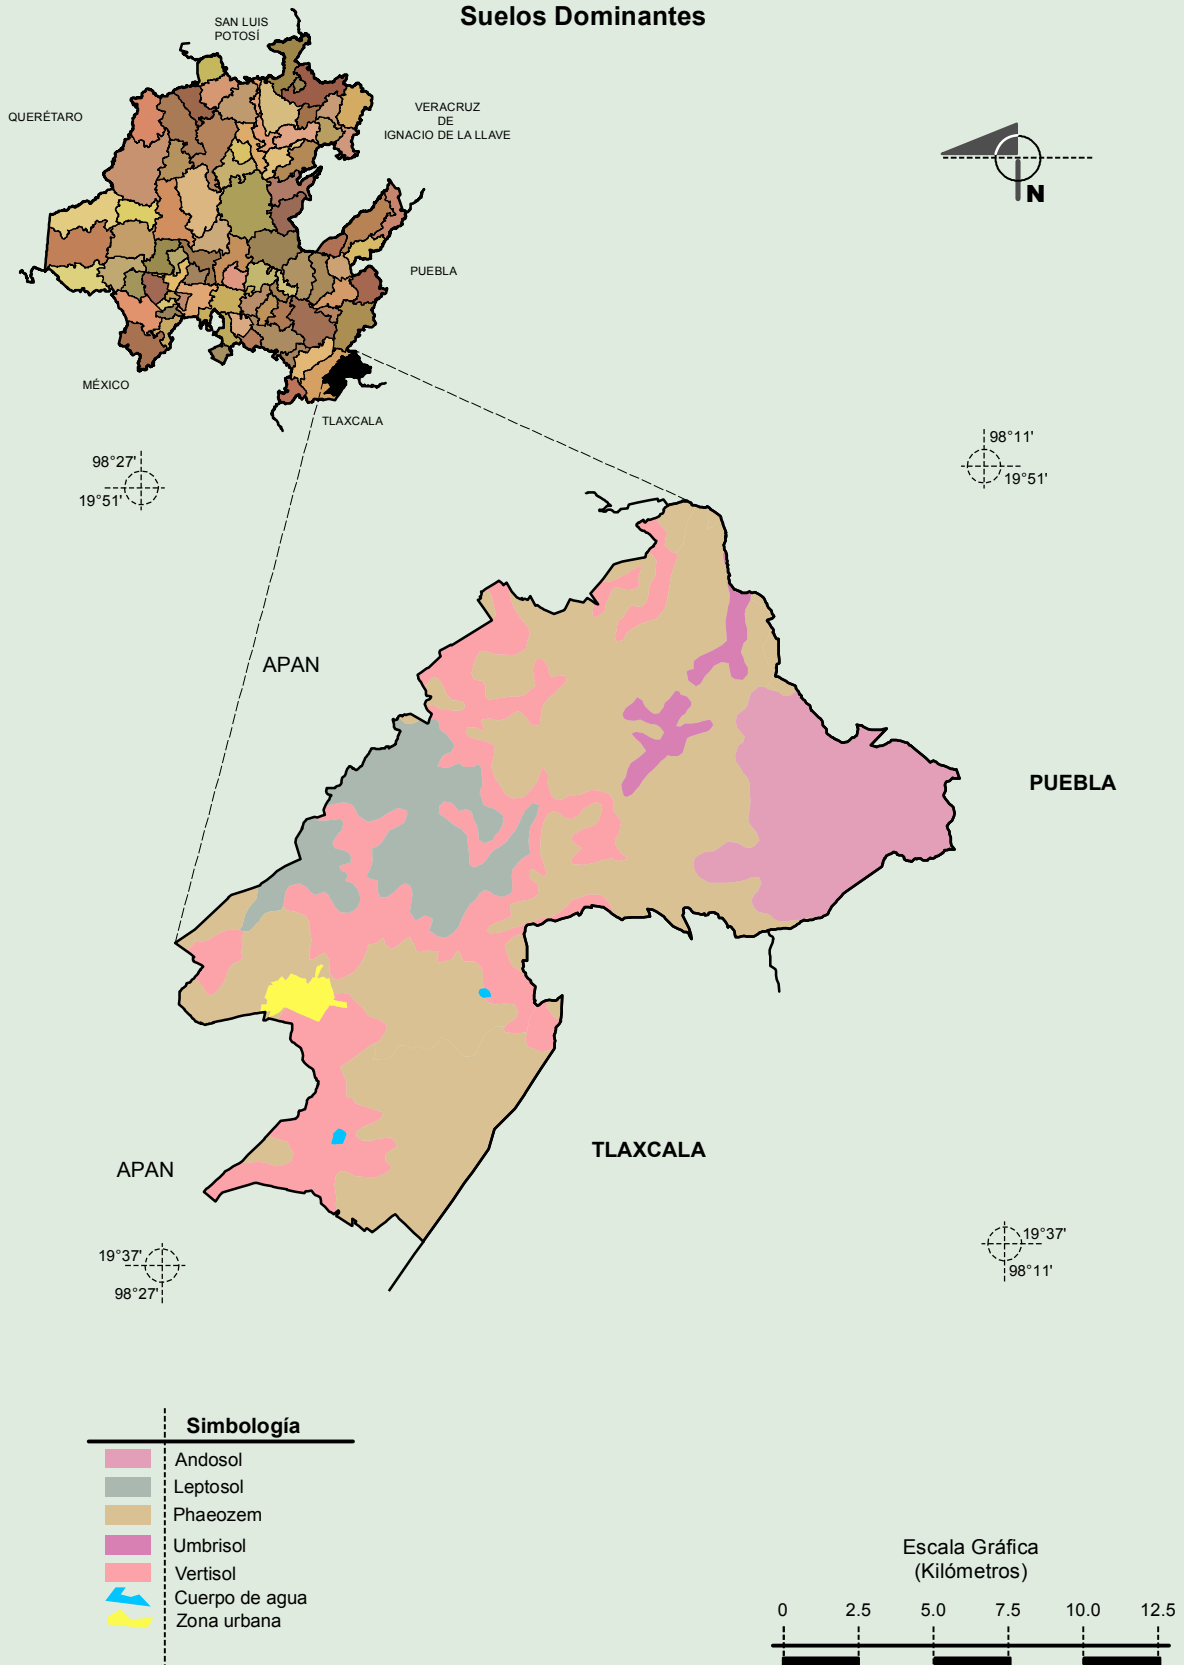 Suelos Dominantes
SAN LUIS
POTOSÍ
QUERÉTARO
VERACRUZ
DE
IGNACIO DE LA LLAVE
N
PUEBLA
MÉXICO
TLAXCALA
98°27'
19°51'
98°11'
19°51'
APAN
PUEBLA
TLAXCALA
APAN
19°37'
98°27'
19°37'
98°11'
Simbología
Andosol
Leptosol
Phaeozem
Umbrisol
Vertisol
Cuerpo de agua
Zona urbana
Escala Gráfica
(Kilómetros)
0 2.5 5.0 7.5 10.0 12.5